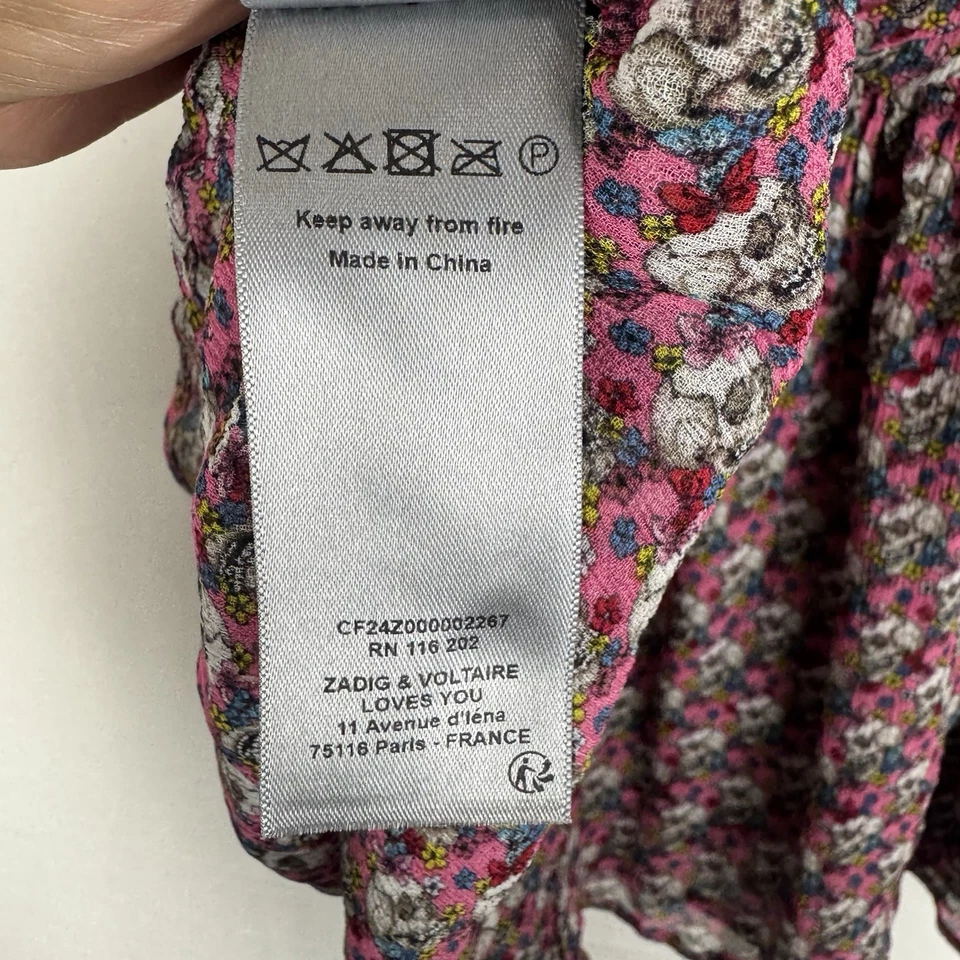 P
Keep away from fire
Made in China
CF24Z000002267
RN 116 202
ZADIG & VOLTAIRE
LOVES YOU
11 Avenue d'Iéna
75116 Paris - FRANCE